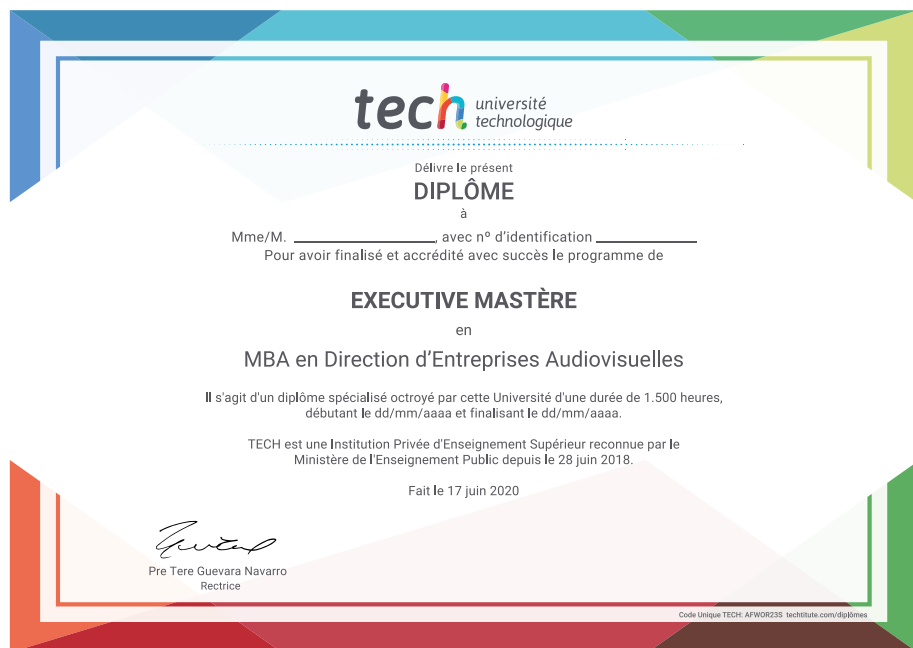 tech université
technologique
Délivre le présent
DIPLÔME
à
Mme/M. ____________, avec nº d'identification ____________
Pour avoir finalisé et accrédité avec succès le programme de
EXECUTIVE MASTÈRE
en
MBA en Direction d'Entreprises Audiovisuelles
Il s'agit d'un diplôme spécialisé octroyé par cette Université d'une durée de 1.500 heures,
débutant le dd/mm/aaaa et finalisant le dd/mm/aaaa.
TECH est une Institution Privée d'Enseignement Supérieur reconnue par le
Ministère de l'Enseignement Public depuis le 28 juin 2018.
Fait le 17 juin 2020
Pre Tere Guevara Navarro
Rectrice
Code Unique TECH: AFWOR23S techtitute.com/diplômes